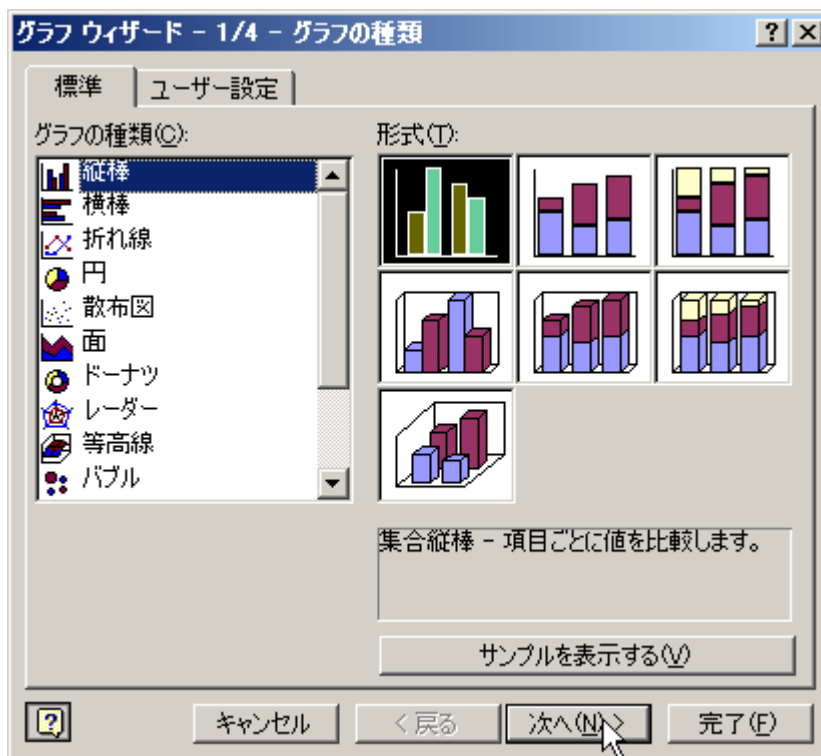 グラフ ウィザード - 1/4 - グラフの種類
標準
ユーザー設定
グラフの種類(C):
縦棒
横棒
折れ線
円
散布図
面
ドーナツ
レーダー
等高線
バブル
形式(T):
集合縦棒 - 項目ごとに値を比較します。
サンプルを表示する(V)
キャンセル
< 戻る
次へ(N) >
完了(F)